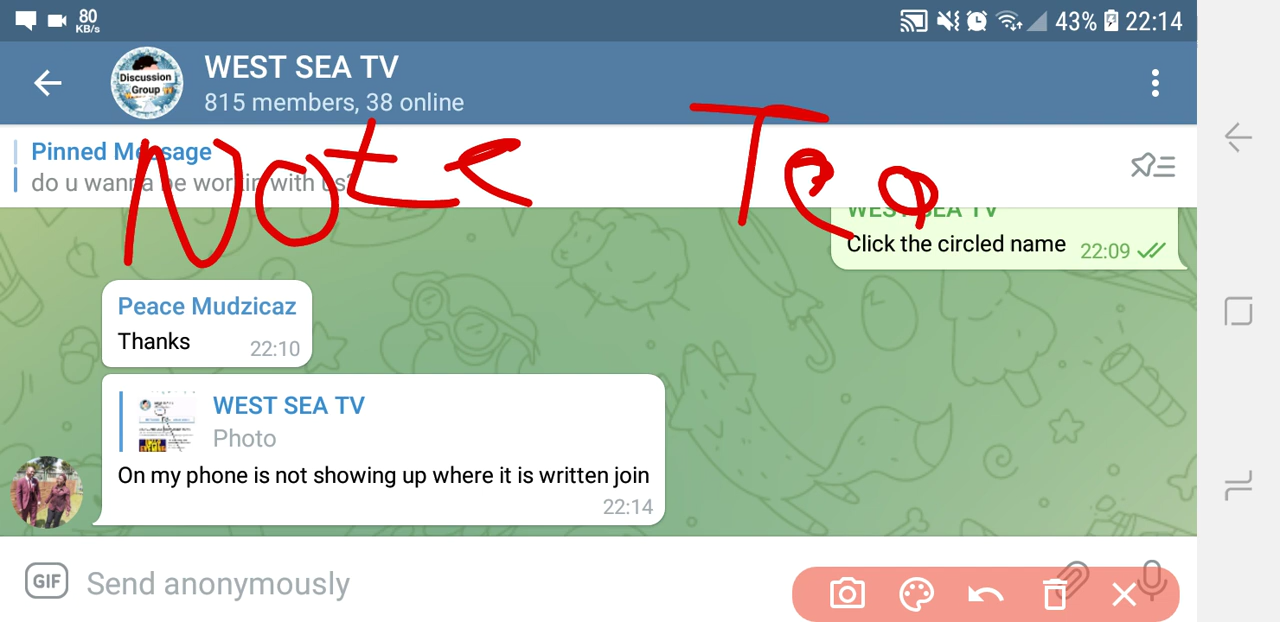 80
KB/s
43% 22:14
Discussion
Group
WEST SEA TV
815 members, 38 online
Pinned Message
do u wanna be workin with us?
Note
WEST SEA TV
Click the circled name 22:09
Peace Mudzicaz
Thanks 22:10
WEST SEA TV
Photo
On my phone is not showing up where it is written join
22:14
GIF Send anonymously